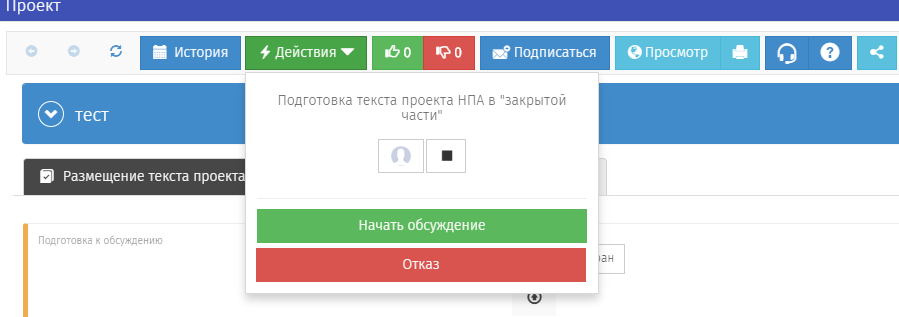 Проект
История Действия 0 0 Подписаться Просмотр ?
тест
Подготовка текста проекта НПА в "закрытой
части"
Размещение текста проекта
Начать обсуждение
Подготовка к обсуждению
Отказ